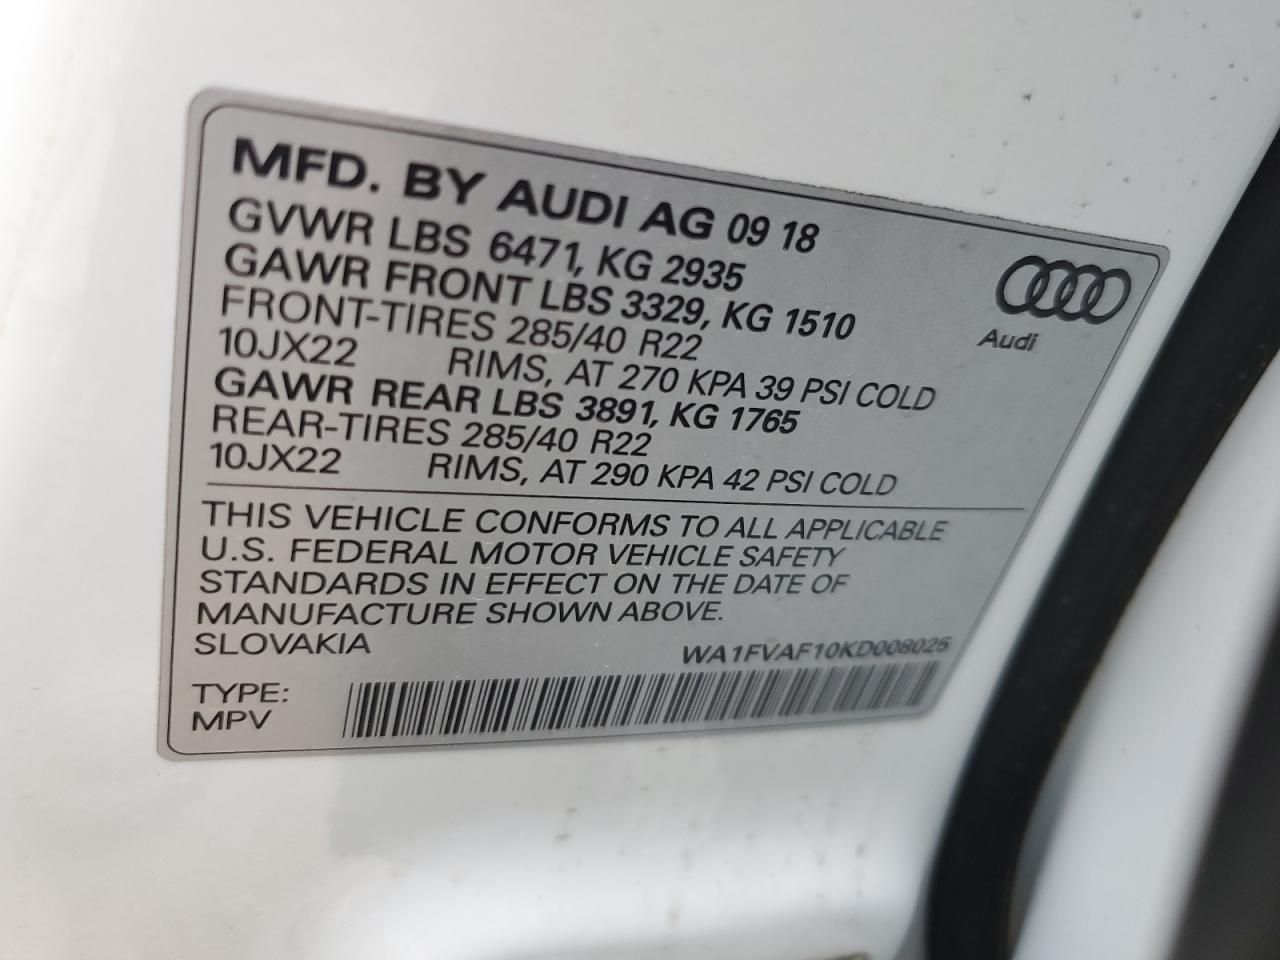 MFD. BY AUDI AG 09 18
GVWR LBS 6471, KG 2935
GAWR FRONT LBS 3329, KG 1510
FRONT-TIRES 285/40 R22
10JX22 RIMS, AT 270 KPA 39 PSI COLD
GAWR REAR LBS 3891, KG 1765
REAR-TIRES 285/40 R22
10JX22 RIMS, AT 290 KPA 42 PSI COLD
Audi
THIS VEHICLE CONFORMS TO ALL APPLICABLE
U.S. FEDERAL MOTOR VEHICLE SAFETY
STANDARDS IN EFFECT ON THE DATE OF
MANUFACTURE SHOWN ABOVE.
SLOVAKIA WA1FVAF10KD008025
TYPE:
MPV